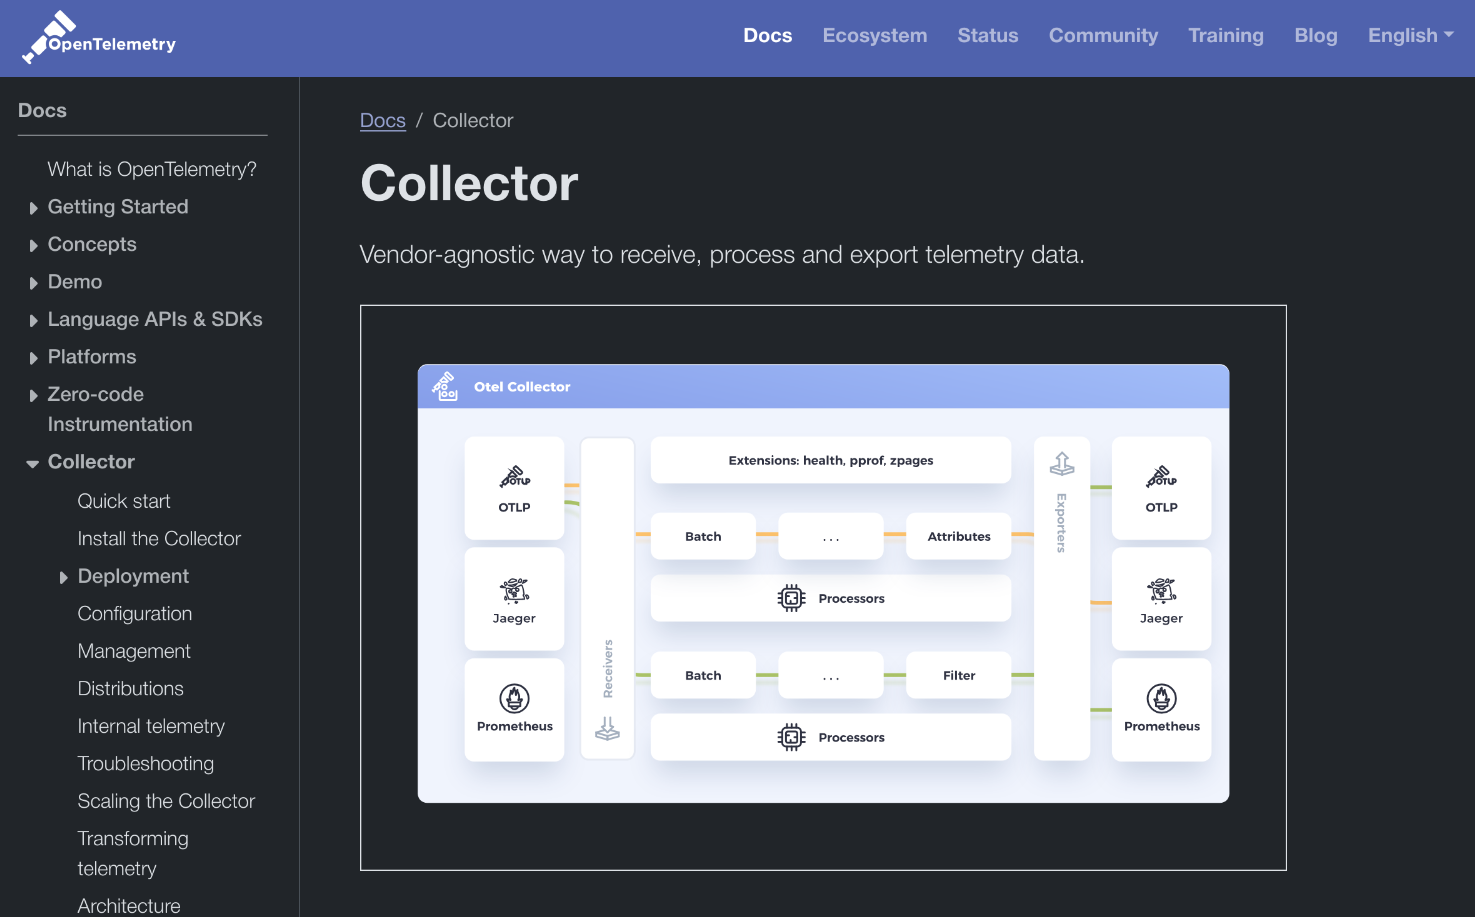 OpenTelemetry
Docs Ecosystem Status Community Training Blog English
Docs
What is OpenTelemetry?
Getting Started
Concepts
Demo
Language APIs & SDKs
Platforms
Zero-code
Instrumentation
Collector
Quick start
Install the Collector
Deployment
Configuration
Management
Distributions
Internal telemetry
Troubleshooting
Scaling the Collector
Transforming
telemetry
Architecture
Docs / Collector
Collector
Vendor-agnostic way to receive, process and export telemetry data.
Otel Collector
OTLP
OTLP
Jaeger
Prometheus
Receivers
Extensions: health, pprof, zpages
Batch
...
Attributes
Processors
Batch
...
Filter
Processors
Exporters
OTLP
OTLP
Jaeger
Prometheus